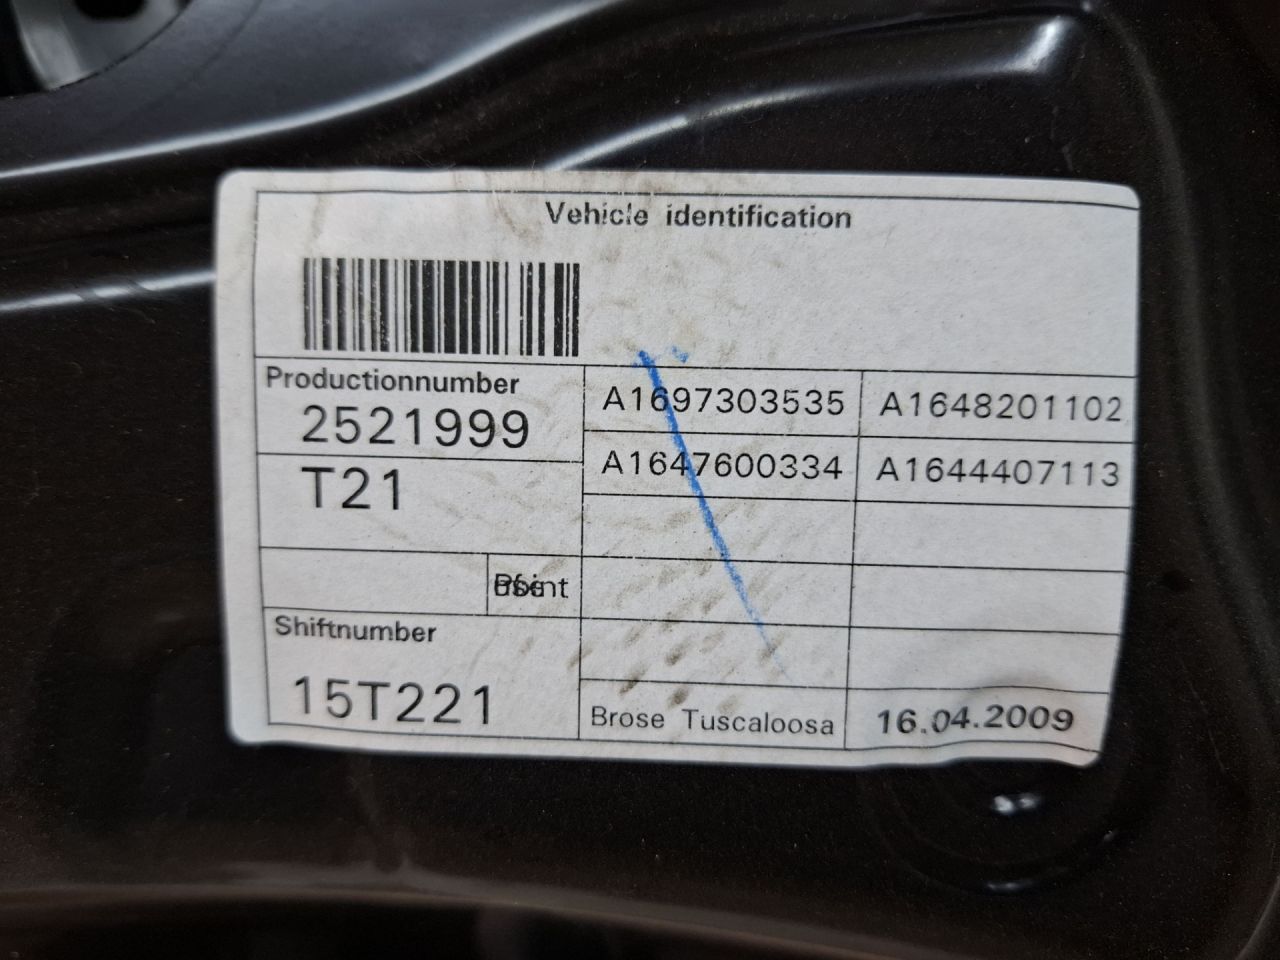 Vehicle identification
Productionnumber
2521999
A1697303535 A1648201102
T21
A1647600334 A1644407113
Shiftnumber
15T221
Brose Tuscaloosa 16.04.2009